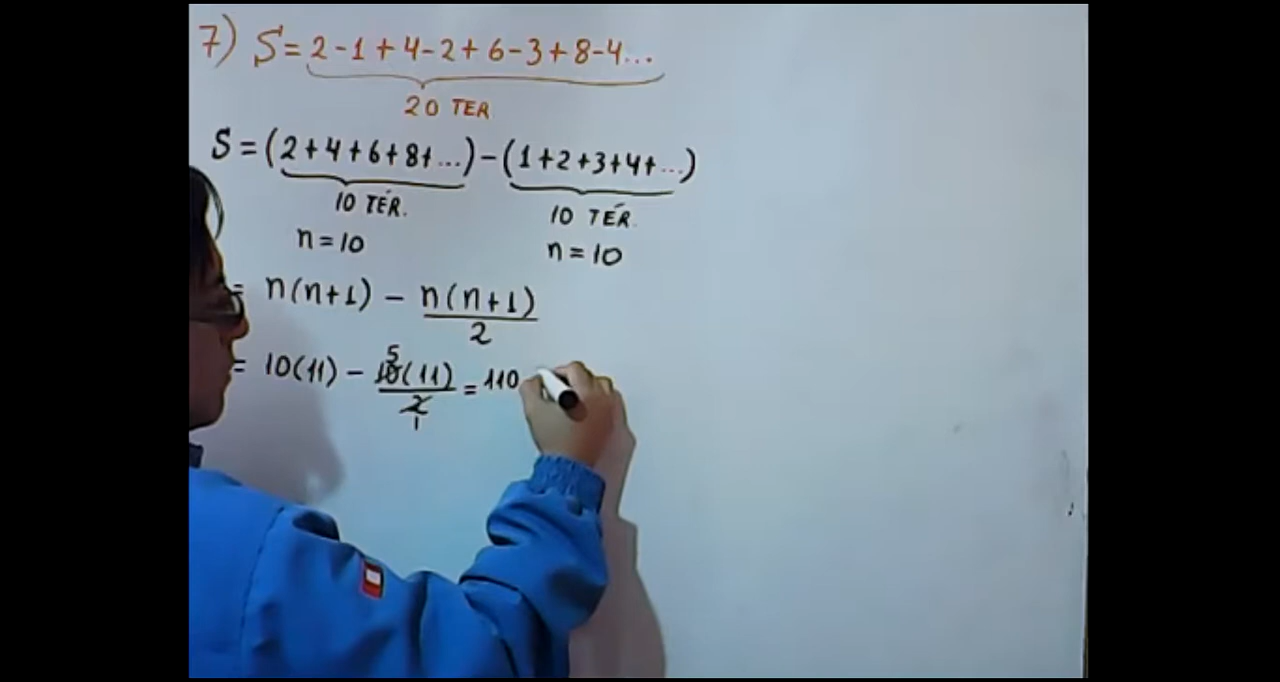 7) S = 2 - 1 + 4 - 2 + 6 - 3 + 8 - 4 ...
20 TER
S = (2 + 4 + 6 + 8 + ...) - (1 + 2 + 3 + 4 + ...)
10 TÉR. 10 TÉR.
n = 10 n = 10
= n(n+1) - n(n+1)/2
= 10(11) - 10(11)/2 = 110
5
1